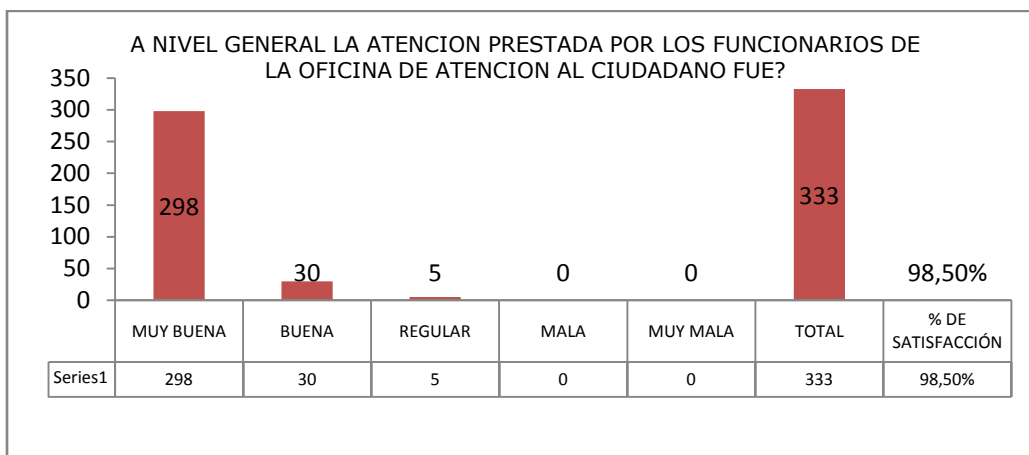 A NIVEL GENERAL LA ATENCION PRESTADA POR LOS FUNCIONARIOS DE
LA OFICINA DE ATENCION AL CIUDADANO FUE?
350
300
250
200
150
100
50
0
298
30
5
0
0
333
98,50%
MUY BUENA
BUENA
REGULAR
MALA
MUY MALA
TOTAL
% DE
SATISFACCIÓN
Series1
298
30
5
0
0
333
98,50%